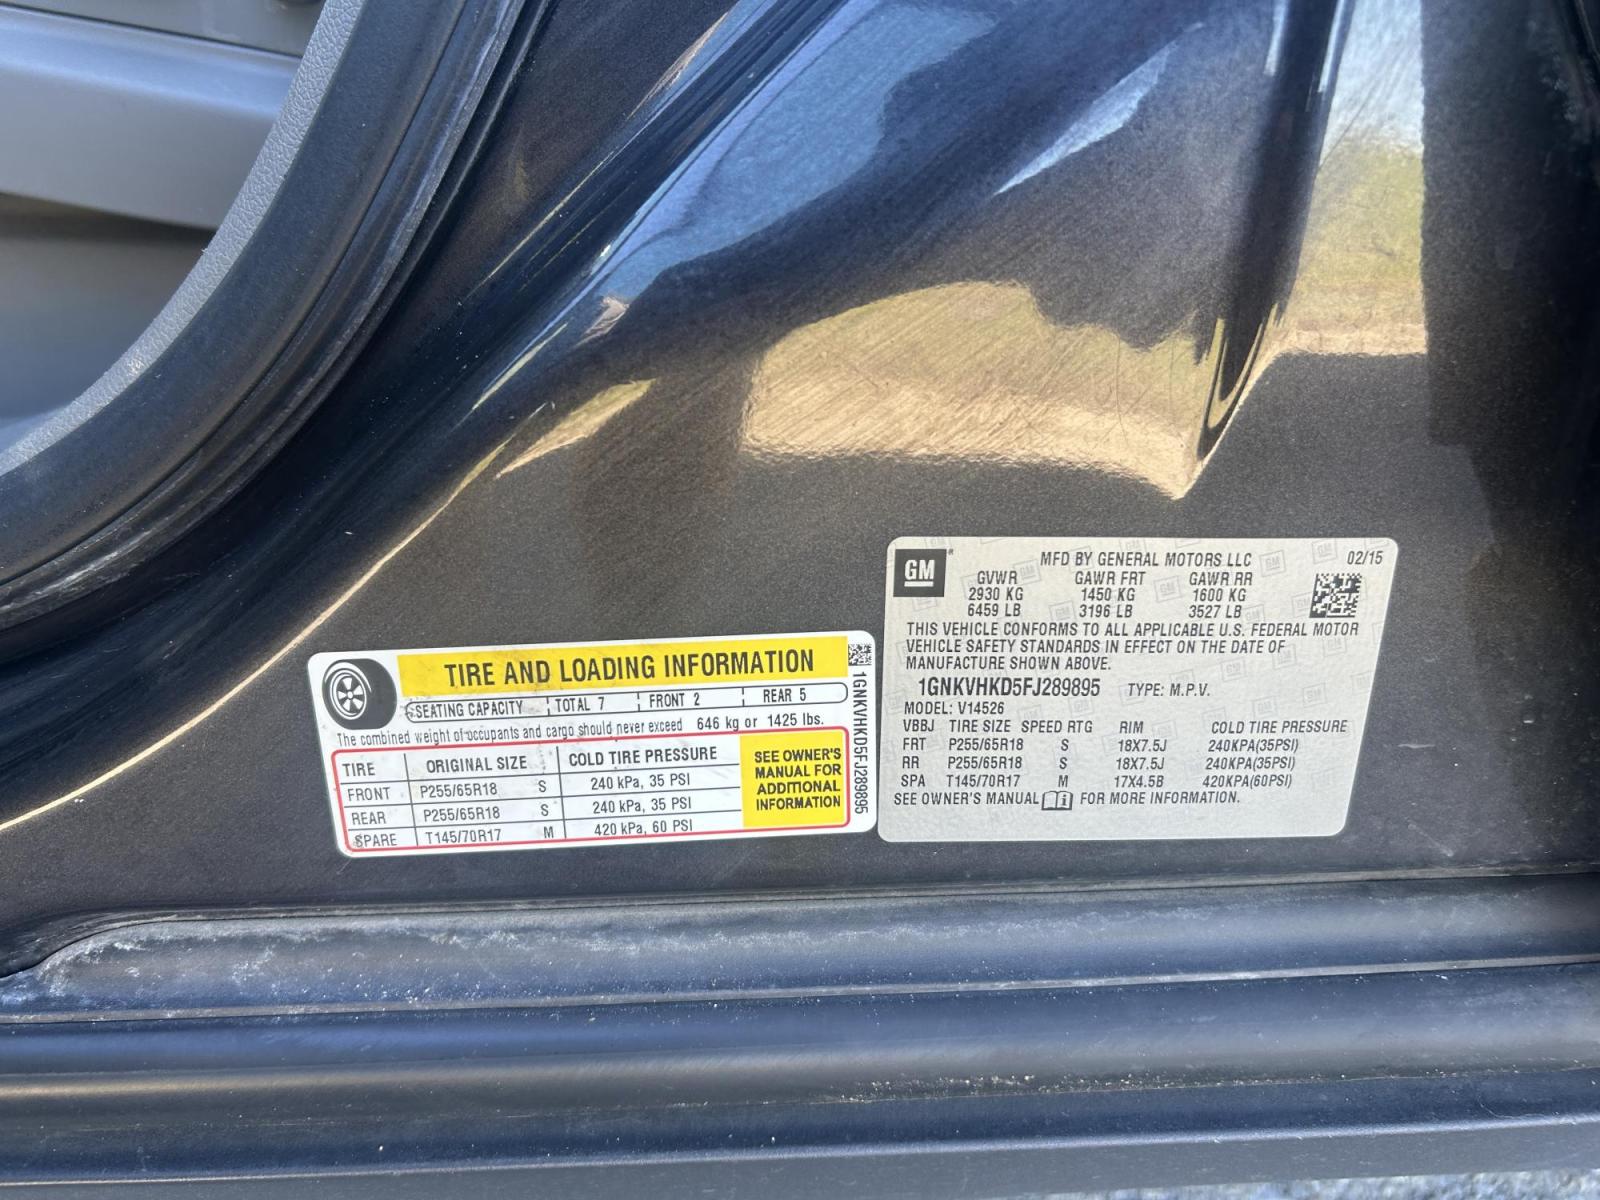 TIRE AND LOADING INFORMATION
SEATING CAPACITY TOTAL 7 FRONT 2 REAR 5
The combined weight of occupants and cargo should never exceed 646 kg or 1425 lbs.
TIRE ORIGINAL SIZE COLD TIRE PRESSURE
FRONT P255/65R18 S 240 kPa, 35 PSI
REAR P255/65R18 S 240 kPa, 35 PSI
SPARE T145/70R17 M 420 kPa, 60 PSI
SEE OWNER'S
MANUAL FOR
ADDITIONAL
INFORMATION
1GNKVHKD5FJ289895
GM
MFD BY GENERAL MOTORS LLC 02/15
GVWR GAWR FRT GAWR RR
2930 KG 1450 KG 1600 KG
6459 LB 3196 LB 3527 LB
THIS VEHICLE CONFORMS TO ALL APPLICABLE U.S. FEDERAL MOTOR
VEHICLE SAFETY STANDARDS IN EFFECT ON THE DATE OF
MANUFACTURE SHOWN ABOVE.
1GNKVHKD5FJ289895 TYPE: M.P.V.
MODEL: V14526
VBBJ TIRE SIZE SPEED RTG RIM COLD TIRE PRESSURE
FRT P255/65R18 S 18X7.5J 240KPA(35PSI)
RR P255/65R18 S 18X7.5J 240KPA(35PSI)
SPA T145/70R17 M 17X4.5B 420KPA(60PSI)
SEE OWNER'S MANUAL FOR MORE INFORMATION.